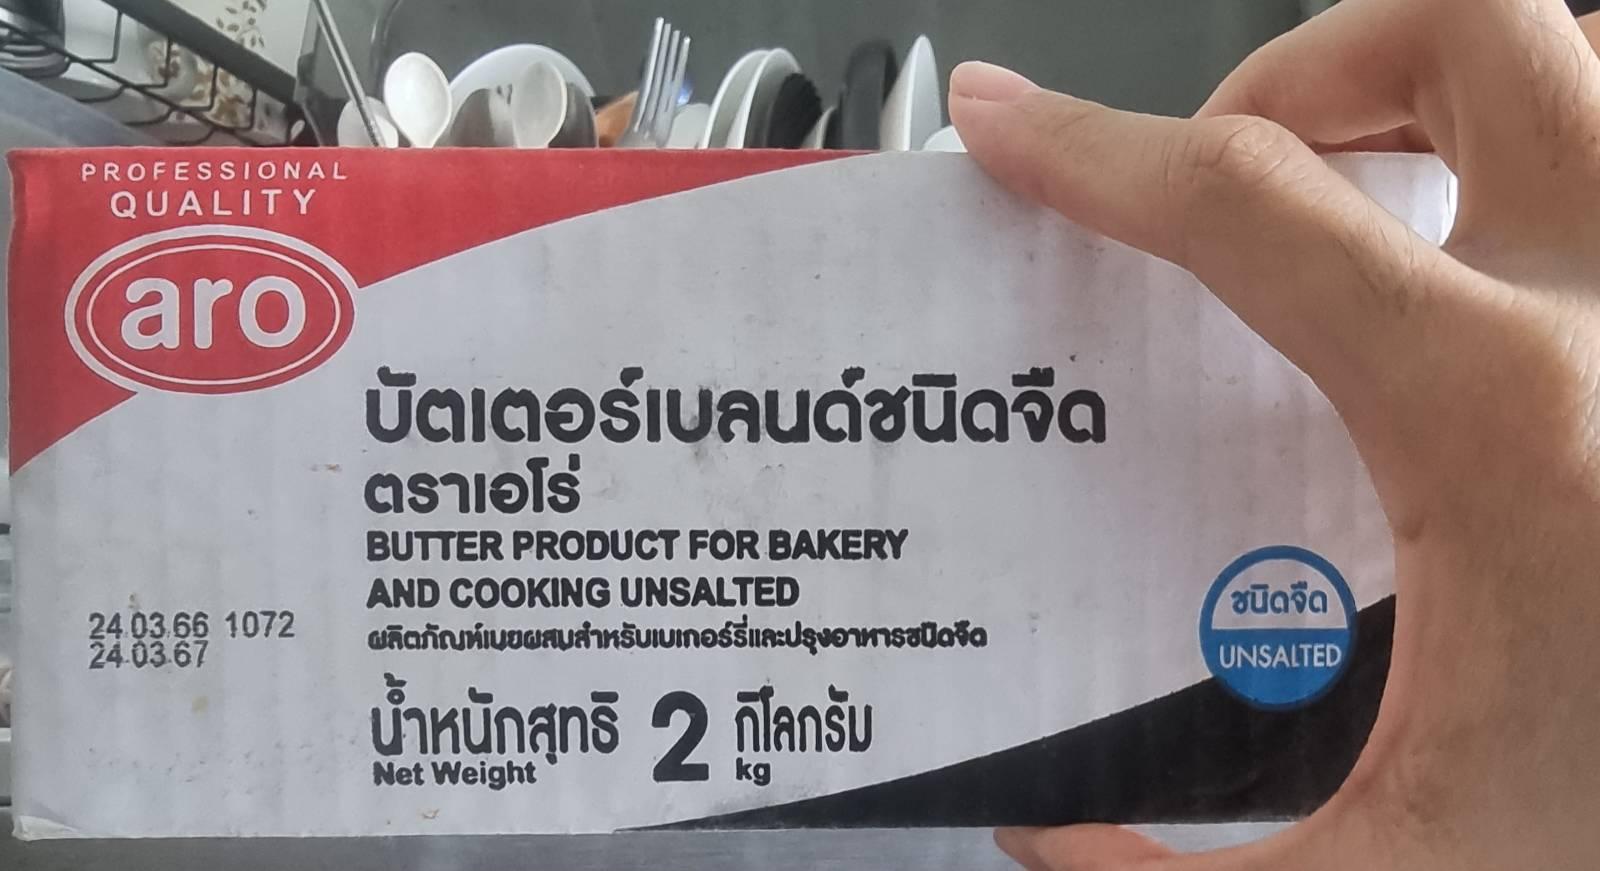 PROFESSIONAL
QUALITY
aro
บัตเตอร์เบลนด์ชนิดจืด
ตราเอโร่
BUTTER PRODUCT FOR BAKERY
AND COOKING UNSALTED
ผลิตภัณฑ์เนยผสมสำหรับเบเกอร์รี่และปรุงอาหารชนิดจืด
24.03.66 1072
24.03.67
น้ำหนักสุทธิ 2 กิโลกรัม
Net Weight kg
ชนิดจืด
UNSALTED